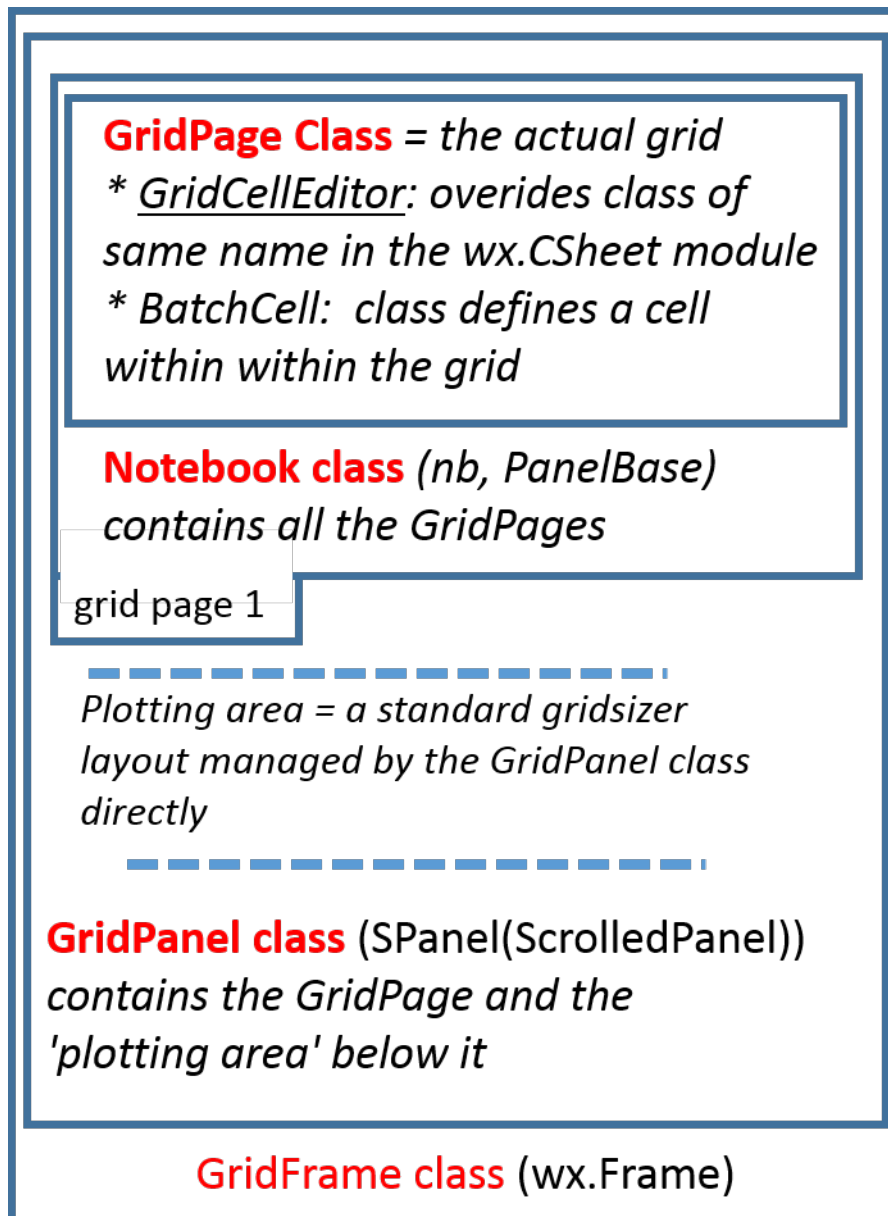 GridPage Class = the actual grid
* GridCellEditor: overides class of
same name in the wx.CSheet module
* BatchCell:  class defines a cell
within within the grid
Notebook class (nb, PanelBase)
contains all the GridPages
grid page 1
Plotting area = a standard gridsizer
layout managed by the GridPanel class
directly
GridPanel class (SPanel(ScrolledPanel))
contains the GridPage and the
'plotting area' below it
GridFrame class (wx.Frame)